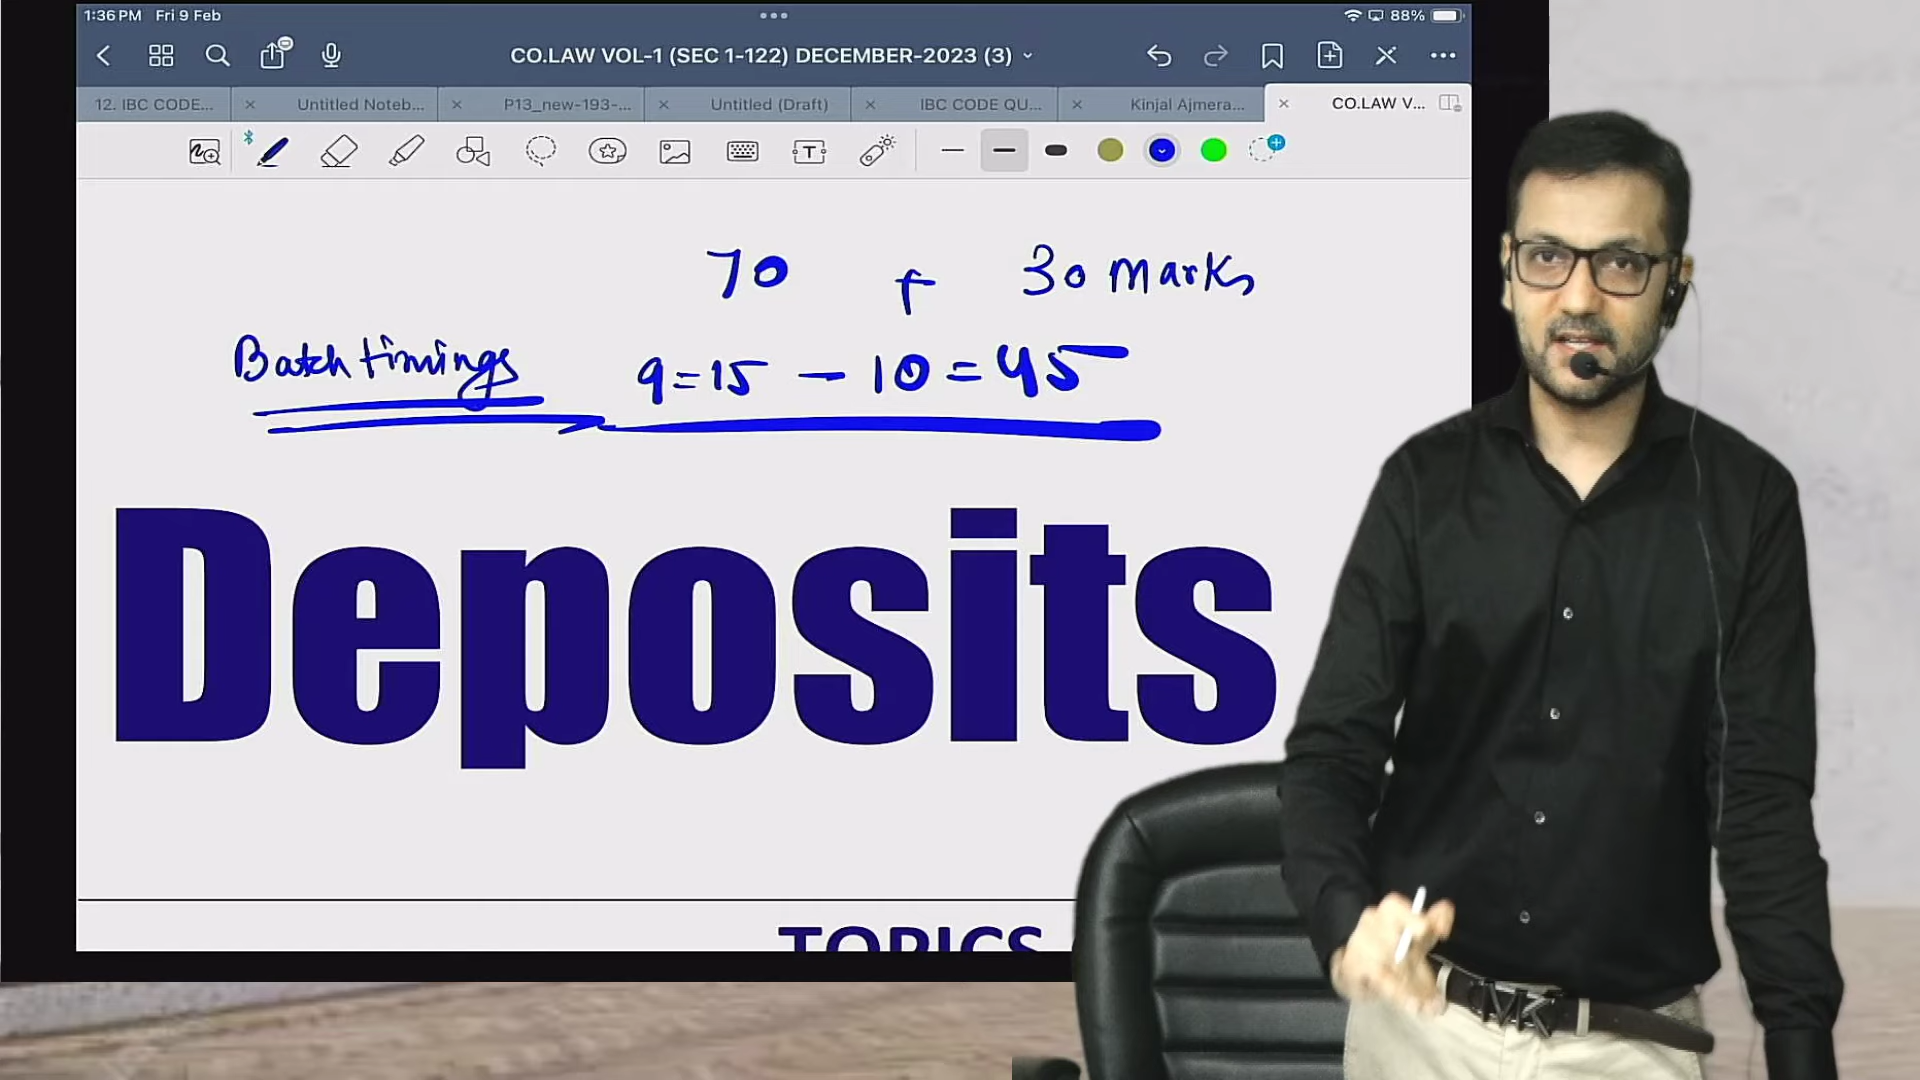 1:36 PM Fri 9 Feb
88%
CO.LAW VOL-1 (SEC 1-122) DECEMBER-2023 (3)
12. IBC CODE...
Untitled Noteb...
P13_new-193-...
Untitled (Draft)
IBC CODE QU...
Kinjal Ajmera...
CO.LAW V...
70 + 30 Marks
Batch timings 9=15 – 10=45
Deposits
TOPICS